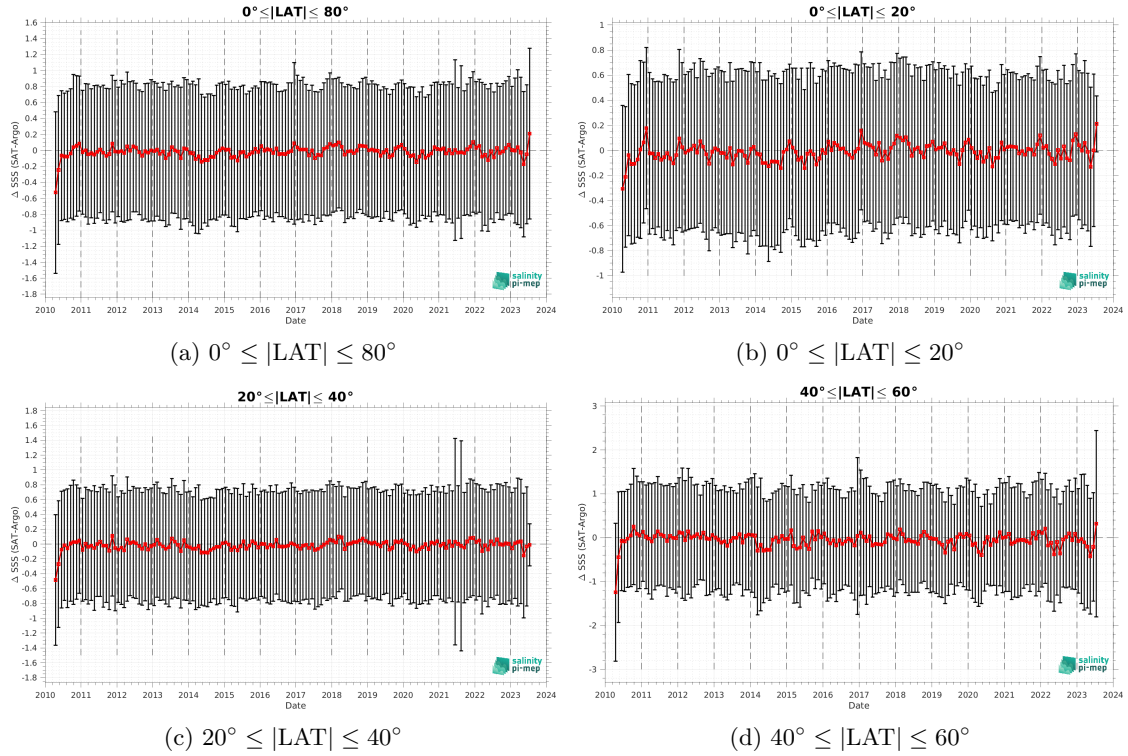 0°≤|LAT|≤ 80°
1.6
1.4
1.2
1
0.8
0.6
0.4
0.2
0
-0.2
-0.4
-0.6
-0.8
-1
-1.2
-1.4
-1.6
-1.8
Δ SSS (SAT-Argo)
2010 2011 2012 2013 2014 2015 2016 2017 2018 2019 2020 2021 2022 2023 2024
Date
salinity
pi-mep
(a) 0° ≤ |LAT| ≤ 80°
0°≤|LAT|≤ 20°
1
0.8
0.6
0.4
0.2
0
-0.2
-0.4
-0.6
-0.8
-1
Δ SSS (SAT-Argo)
2010 2011 2012 2013 2014 2015 2016 2017 2018 2019 2020 2021 2022 2023 2024
Date
salinity
pi-mep
(b) 0° ≤ |LAT| ≤ 20°
20°≤|LAT|≤ 40°
1.8
1.6
1.4
1.2
1
0.8
0.6
0.4
0.2
0
-0.2
-0.4
-0.6
-0.8
-1
-1.2
-1.4
-1.6
-1.8
Δ SSS (SAT-Argo)
2010 2011 2012 2013 2014 2015 2016 2017 2018 2019 2020 2021 2022 2023 2024
Date
salinity
pi-mep
(c) 20° ≤ |LAT| ≤ 40°
40°≤|LAT|≤ 60°
3
2
1
0
-1
-2
-3
Δ SSS (SAT-Argo)
2010 2011 2012 2013 2014 2015 2016 2017 2018 2019 2020 2021 2022 2023 2024
Date
salinity
pi-mep
(d) 40° ≤ |LAT| ≤ 60°